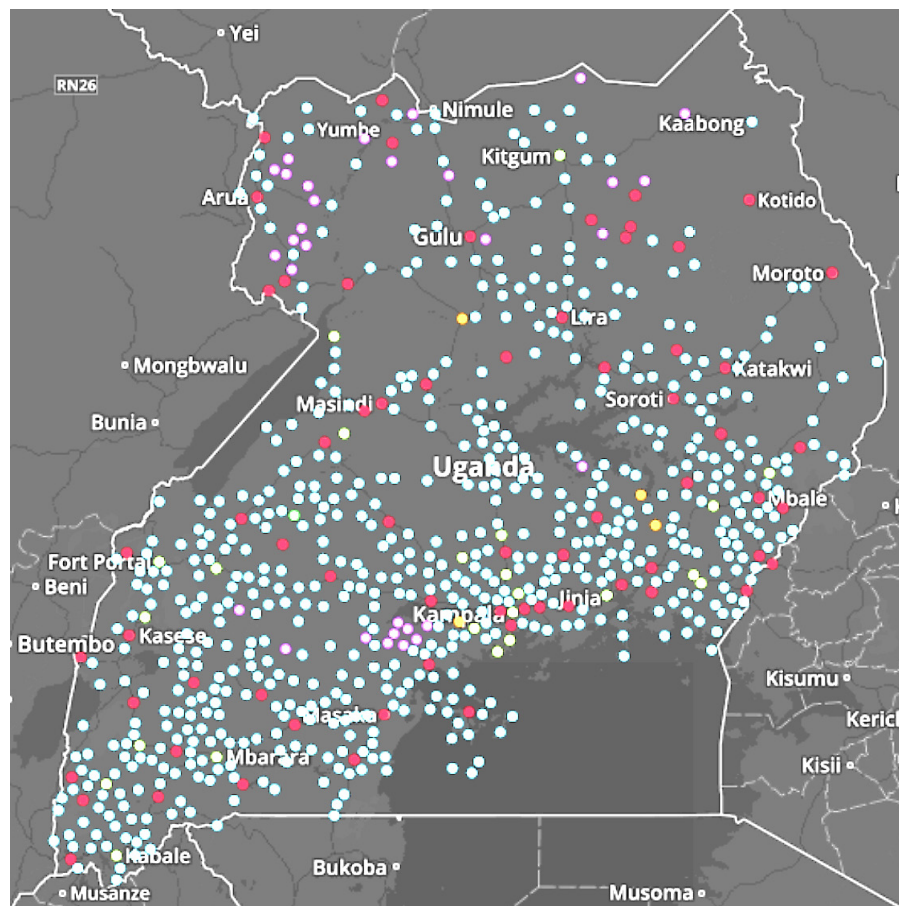 Yei
RN26
Nimule
Yumbe
Kaabong
Kitgum
Arua
Kotido
Gulu
Moroto
Lira
Mongbwalu
Katakwi
Masindi
Soroti
Bunia
Uganda
Mbale
Fort Portal
Beni
Jinja
Kampala
Butembo
Kasese
Kisumu
Masaka
Kerich
Mbarara
Kisii
Kabale
Bukoba
Musanze
Musoma